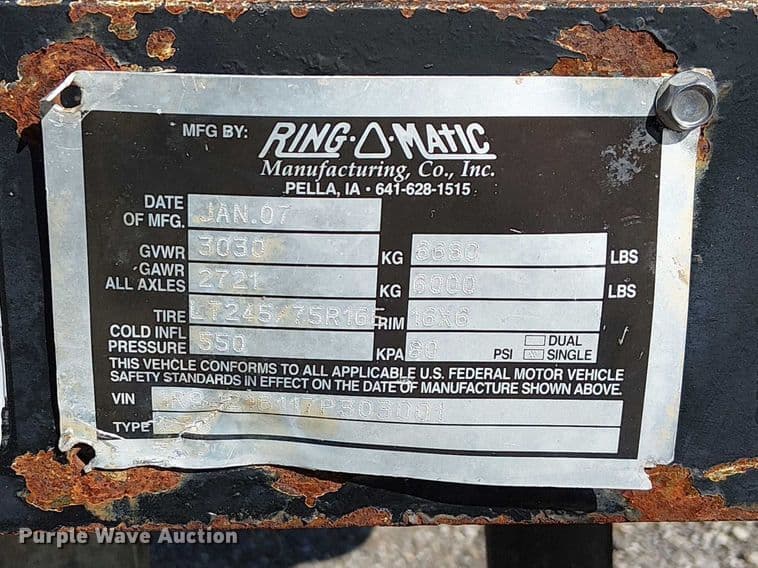 MFG BY: RING-O-MATIC
Manufacturing, Co., Inc.
PELLA, IA • 641-628-1515
DATE OF MFG. JAN.07
GVWR 3030 KG 6680 LBS
GAWR ALL AXLES 2721 KG 6000 LBS
TIRE LT245/75R16E RIM 16X6
COLD INFL PRESSURE 550 KPA 80 PSI DUAL
SINGLE
THIS VEHICLE CONFORMS TO ALL APPLICABLE U.S. FEDERAL MOTOR VEHICLE
SAFETY STANDARDS IN EFFECT ON THE DATE OF MANUFACTURE SHOWN ABOVE.
VIN
TYPE
Purple Wave Auction